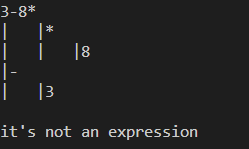 3-8*
|    |*
|    |    |8
|-
|    |3
it's not an expression